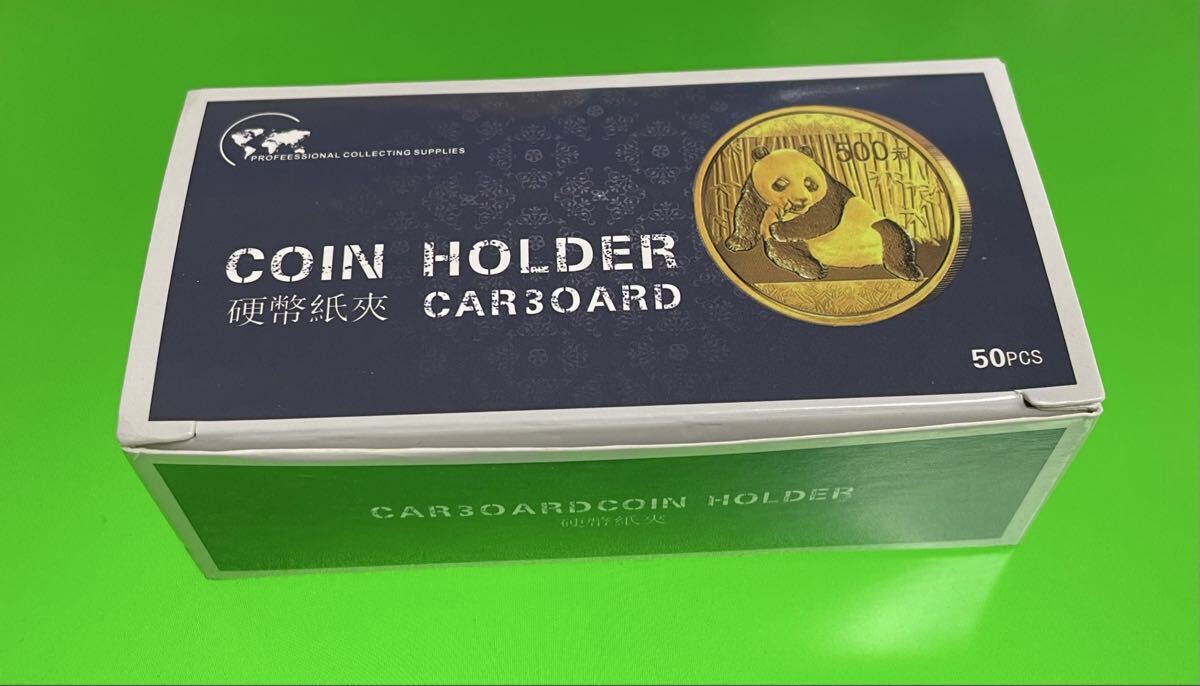 PROFEESSIONAL COLLECTING SUPPLIES
500元
COIN HOLDER
硬幣紙夾 CAR3OARD
50PCS
CAR3OARDCOIN HOLDER
硬幣紙夾